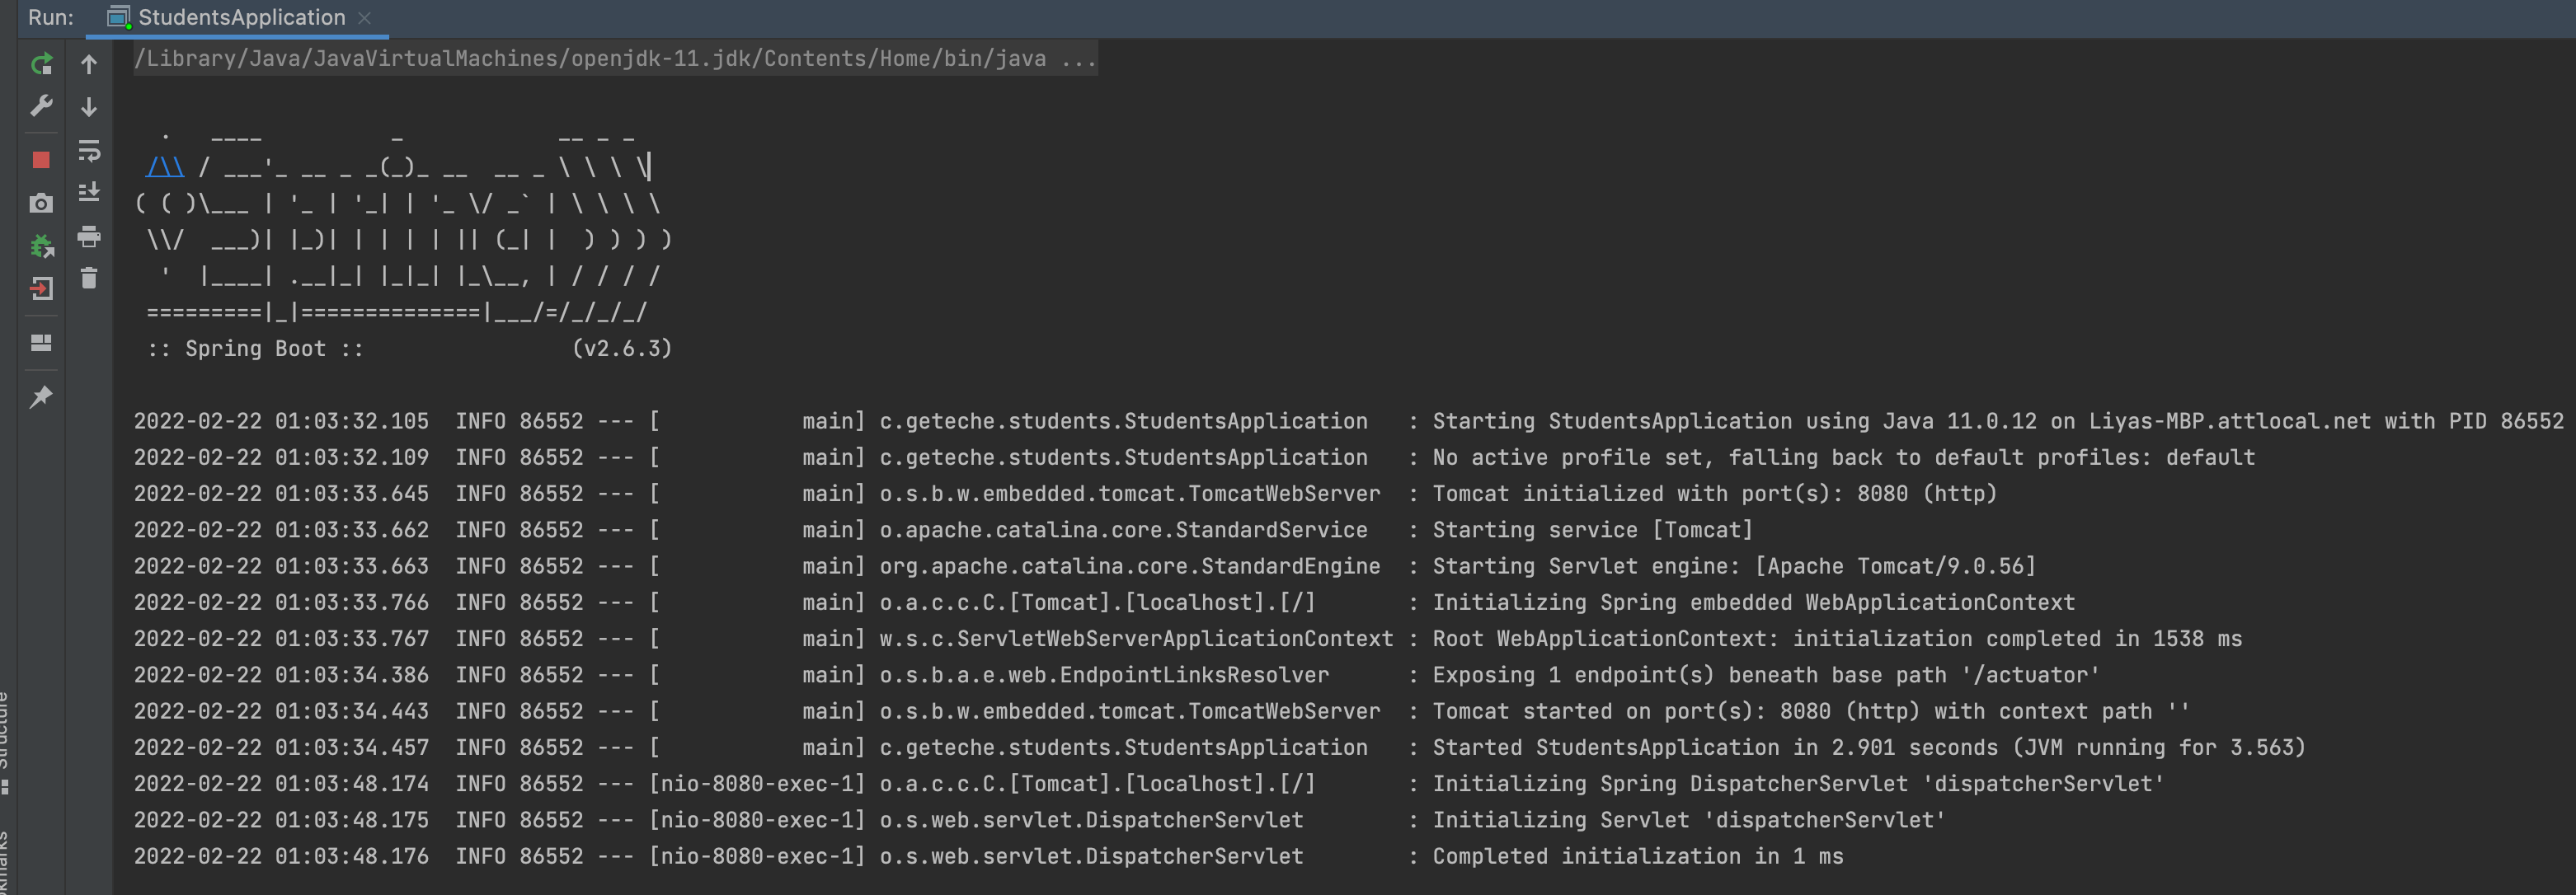 Run: StudentsApplication
/Library/Java/JavaVirtualMachines/openjdk-11.jdk/Contents/Home/bin/java ...
  .   ____          _            __ _ _
 /\\ / ___'_ __ _ _(_)_ __  __ _ \ \ \ \
( ( )\___ | '_ | '_| | '_ \/ _` | \ \ \ \
 \\/  ___)| |_)| | | | | || (_| |  ) ) ) )
  '  |____| .__|_| |_|_| |_\__, | / / / /
 =========|_|==============|___/=/_/_/_/
 :: Spring Boot ::                (v2.6.3)
2022-02-22 01:03:32.105  INFO 86552 --- [           main] c.geteche.students.StudentsApplication   : Starting StudentsApplication using Java 11.0.12 on Liyas-MBP.attlocal.net with PID 86552
2022-02-22 01:03:32.109  INFO 86552 --- [           main] c.geteche.students.StudentsApplication   : No active profile set, falling back to default profiles: default
2022-02-22 01:03:33.645  INFO 86552 --- [           main] o.s.b.w.embedded.tomcat.TomcatWebServer  : Tomcat initialized with port(s): 8080 (http)
2022-02-22 01:03:33.662  INFO 86552 --- [           main] o.apache.catalina.core.StandardService   : Starting service [Tomcat]
2022-02-22 01:03:33.663  INFO 86552 --- [           main] org.apache.catalina.core.StandardEngine  : Starting Servlet engine: [Apache Tomcat/9.0.56]
2022-02-22 01:03:33.766  INFO 86552 --- [           main] o.a.c.c.C.[Tomcat].[localhost].[/]       : Initializing Spring embedded WebApplicationContext
2022-02-22 01:03:33.767  INFO 86552 --- [           main] w.s.c.ServletWebServerApplicationContext : Root WebApplicationContext: initialization completed in 1538 ms
2022-02-22 01:03:34.386  INFO 86552 --- [           main] o.s.b.a.e.web.EndpointLinksResolver      : Exposing 1 endpoint(s) beneath base path '/actuator'
2022-02-22 01:03:34.443  INFO 86552 --- [           main] o.s.b.w.embedded.tomcat.TomcatWebServer  : Tomcat started on port(s): 8080 (http) with context path ''
2022-02-22 01:03:34.457  INFO 86552 --- [           main] c.geteche.students.StudentsApplication   : Started StudentsApplication in 2.901 seconds (JVM running for 3.563)
2022-02-22 01:03:48.174  INFO 86552 --- [nio-8080-exec-1] o.a.c.c.C.[Tomcat].[localhost].[/]       : Initializing Spring DispatcherServlet 'dispatcherServlet'
2022-02-22 01:03:48.175  INFO 86552 --- [nio-8080-exec-1] o.s.web.servlet.DispatcherServlet        : Initializing Servlet 'dispatcherServlet'
2022-02-22 01:03:48.176  INFO 86552 --- [nio-8080-exec-1] o.s.web.servlet.DispatcherServlet        : Completed initialization in 1 ms
Structure